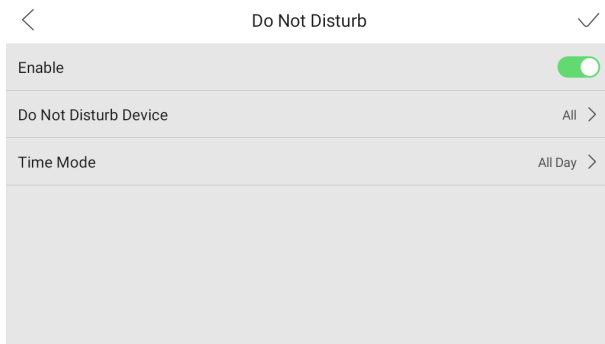 Do Not Disturb
Enable
Do Not Disturb Device All
Time Mode All Day